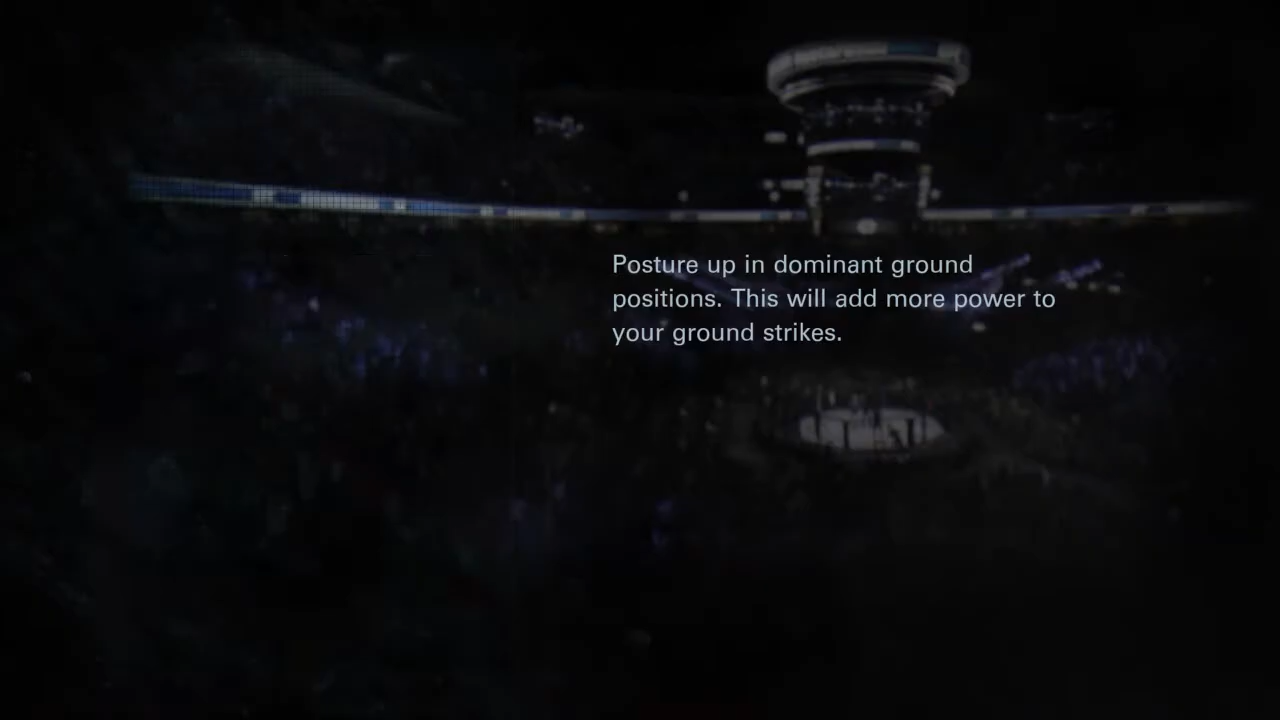 Posture up in dominant ground
positions. This will add more power to
your ground strikes.